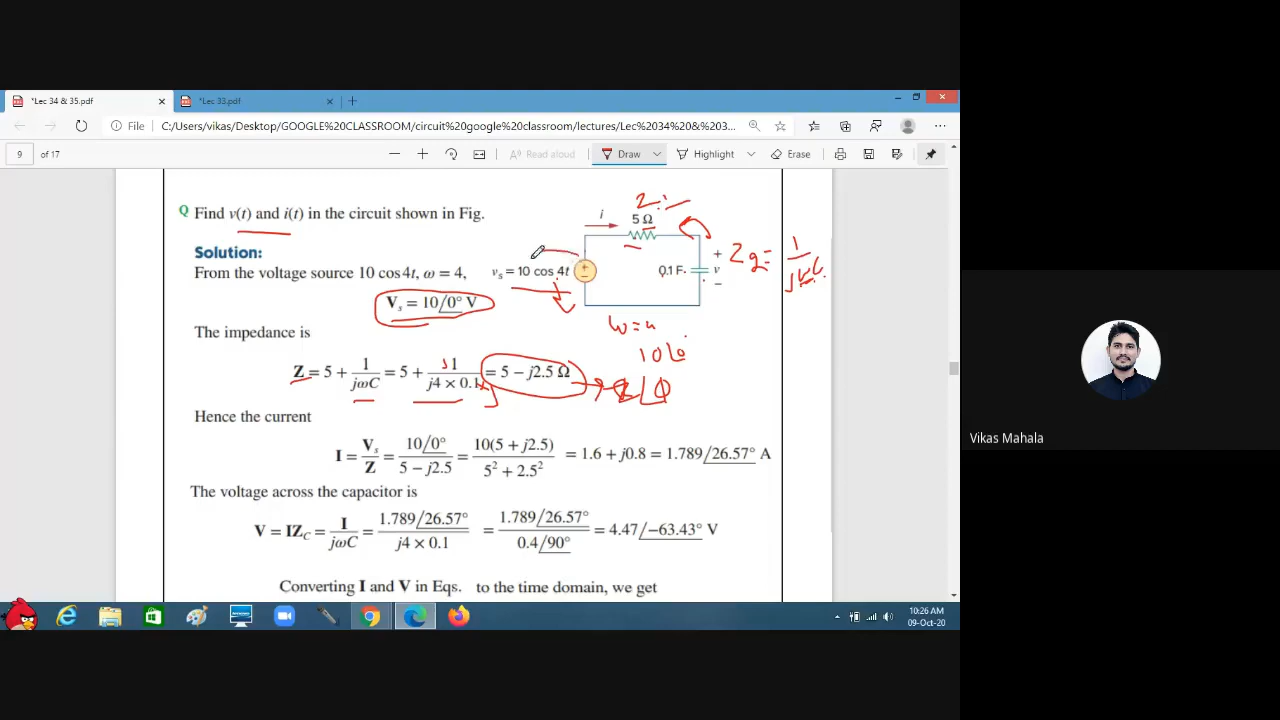 *Lec 34 & 35.pdf
*Lec 33.pdf
File C:/Users/vikas/Desktop/GOOGLE%20CLASSROOM/circuit%20google%20classroom/lectures/Lec%2034%20&%203...
9 of 17
Read aloud Draw Highlight Erase
Q Find v(t) and i(t) in the circuit shown in Fig.
Solution:
From the voltage source 10 cos 4t, ω = 4,
V_s = 10/0° V
The impedance is
Z = 5 + 1/jωC = 5 + 1/j4 × 0.1 = 5 − j2.5 Ω
Hence the current
I = V_s/Z = 10/0°/5 − j2.5 = 10(5 + j2.5)/5² + 2.5² = 1.6 + j0.8 = 1.789/26.57° A
The voltage across the capacitor is
V = IZ_C = I/jωC = 1.789/26.57°/j4 × 0.1 = 1.789/26.57°/0.4/90° = 4.47/−63.43° V
Converting I and V in Eqs. to the time domain, we get
i
5 Ω
v_s = 10 cos 4t
+
−
0.1 F
+
v
−
Vikas Mahala
10:26 AM
09-Oct-20